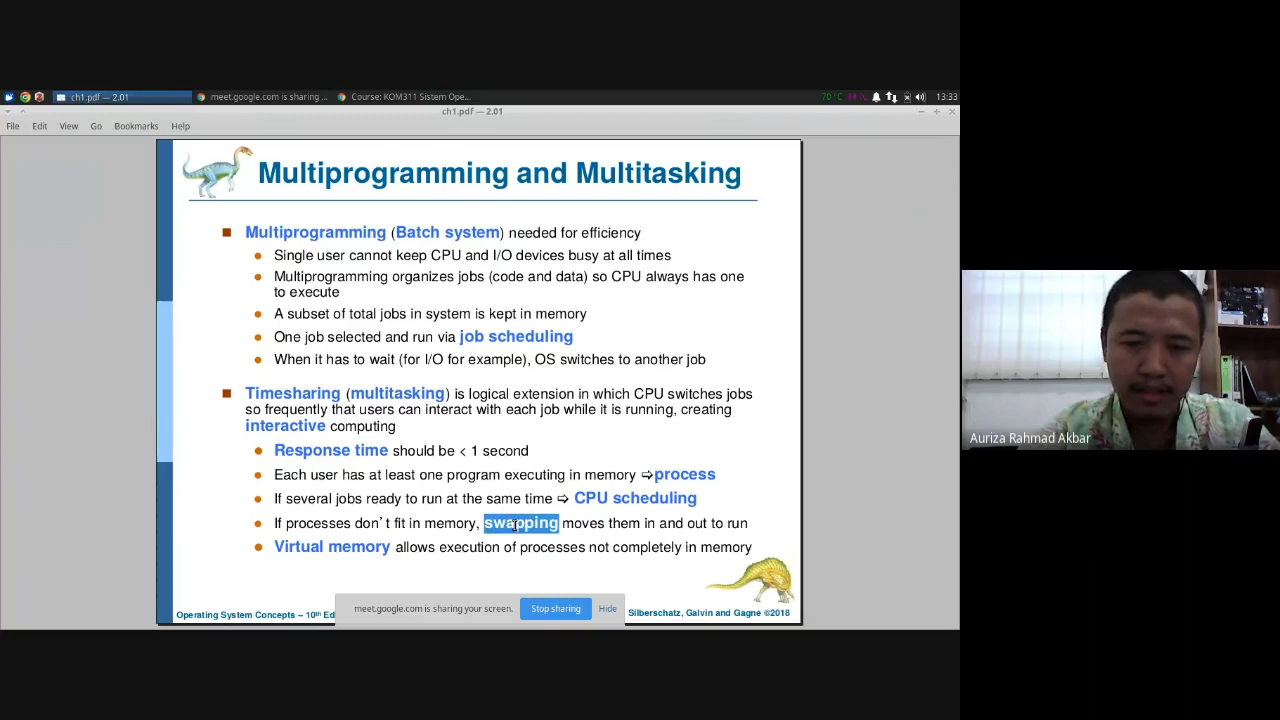 ch1.pdf — 2.01
meet.google.com is sharing ...
Course: KOM311 Sistem Ope...
70 °C
13:33
ch1.pdf — 2.01
File Edit View Go Bookmarks Help
Multiprogramming and Multitasking
Multiprogramming (Batch system) needed for efficiency
Single user cannot keep CPU and I/O devices busy at all times
Multiprogramming organizes jobs (code and data) so CPU always has one
to execute
A subset of total jobs in system is kept in memory
One job selected and run via job scheduling
When it has to wait (for I/O for example), OS switches to another job
Timesharing (multitasking) is logical extension in which CPU switches jobs
so frequently that users can interact with each job while it is running, creating
interactive computing
Response time should be < 1 second
Each user has at least one program executing in memory ⇨process
If several jobs ready to run at the same time ⇨ CPU scheduling
If processes don't fit in memory, swapping moves them in and out to run
Virtual memory allows execution of processes not completely in memory
Operating System Concepts – 10th Ed
Silberschatz, Galvin and Gagne ©2018
meet.google.com is sharing your screen. Stop sharing Hide
Auriza Rahmad Akbar